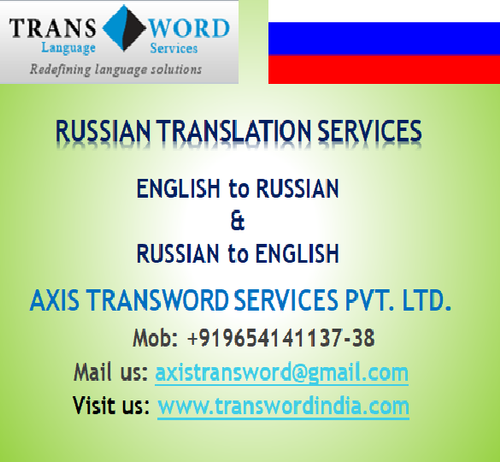 TRANS WORD
Language Services
Redefining language solutions
RUSSIAN TRANSLATION SERVICES
ENGLISH to RUSSIAN
&
RUSSIAN to ENGLISH
AXIS TRANSWORD SERVICES PVT. LTD.
Mob: +919654141137-38
Mail us: axistransword@gmail.com
Visit us: www.transwordindia.com